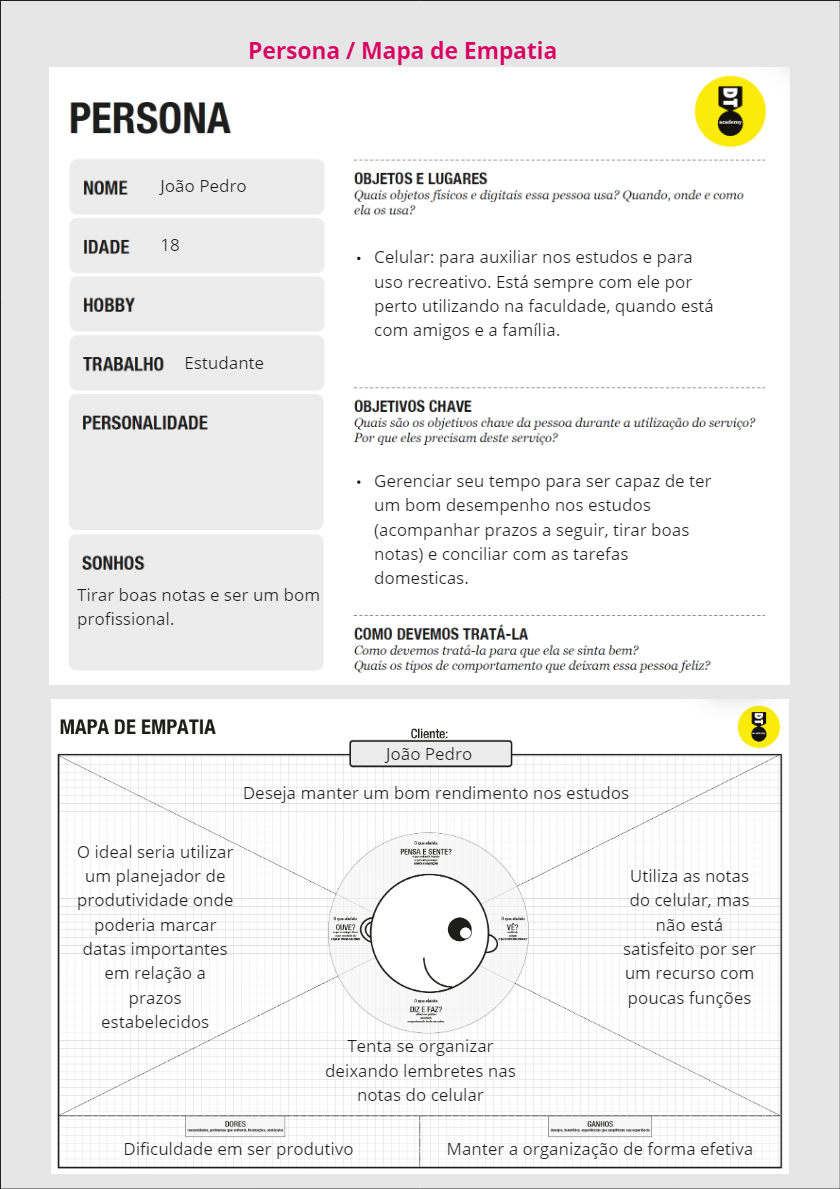 Persona / Mapa de Empatia
PERSONA
DT
academy
NOME João Pedro
IDADE 18
HOBBY
TRABALHO Estudante
PERSONALIDADE
SONHOS
Tirar boas notas e ser um bom
profissional.
OBJETOS E LUGARES
Quais objetos físicos e digitais essa pessoa usa? Quando, onde e como
ela os usa?
• Celular: para auxiliar nos estudos e para
uso recreativo. Está sempre com ele por
perto utilizando na faculdade, quando está
com amigos e a família.
OBJETIVOS CHAVE
Quais são os objetivos chave da pessoa durante a utilização do serviço?
Por que eles precisam deste serviço?
• Gerenciar seu tempo para ser capaz de ter
um bom desempenho nos estudos
(acompanhar prazos a seguir, tirar boas
notas) e conciliar com as tarefas
domesticas.
COMO DEVEMOS TRATÁ-LA
Como devemos tratá-la para que ela se sinta bem?
Quais os tipos de comportamento que deixam essa pessoa feliz?
MAPA DE EMPATIA
DT
Cliente:
João Pedro
Deseja manter um bom rendimento nos estudos
O que ele/ela
PENSA E SENTE?
O ideal seria utilizar
um planejador de
produtividade onde
poderia marcar
datas importantes
em relação a
prazos
estabelecidos
O que ele/ela
OUVE?
O que ele/ela
VÊ?
Utiliza as notas
do celular, mas
não está
satisfeito por ser
um recurso com
poucas funções
O que ele/ela
DIZ E FAZ?
Tenta se organizar
deixando lembretes nas
notas do celular
DORES
Dificuldade em ser produtivo
GANHOS
Manter a organização de forma efetiva